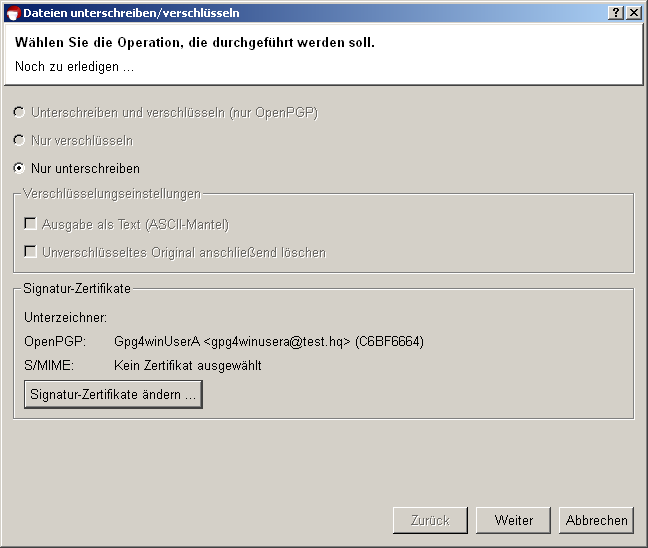 Dateien unterschreiben/verschlüsseln
Wählen Sie die Operation, die durchgeführt werden soll.
Noch zu erledigen ...
Unterschreiben und verschlüsseln (nur OpenPGP)
Nur verschlüsseln
Nur unterschreiben
Verschlüsselungseinstellungen
Ausgabe als Text (ASCII-Mantel)
Unverschlüsseltes Original anschließend löschen
Signatur-Zertifikate
Unterzeichner:
OpenPGP: Gpg4winUserA <gpg4winusera@test.hq> (C6BF6664)
S/MIME: Kein Zertifikat ausgewählt
Signatur-Zertifikate ändern ...
Zurück Weiter Abbrechen